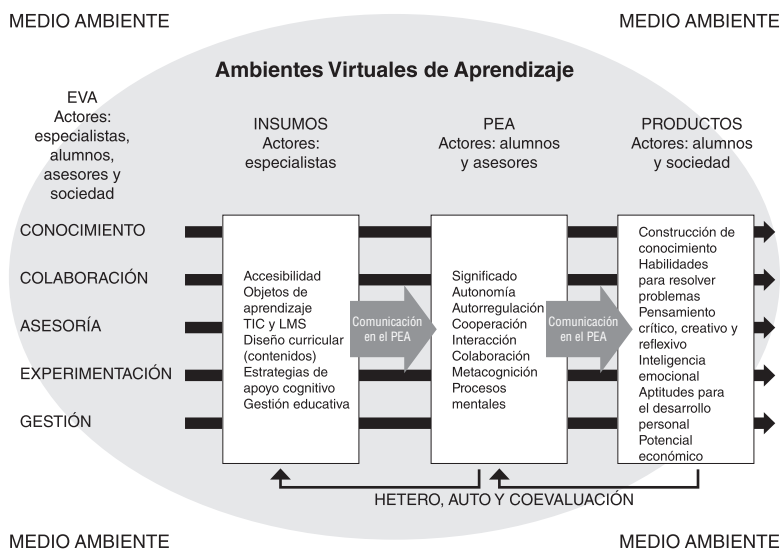 MEDIO AMBIENTE
MEDIO AMBIENTE
Ambientes Virtuales de Aprendizaje
EVA
Actores:
especialistas,
alumnos,
asesores y
sociedad
INSUMOS
Actores:
especialistas
PEA
Actores: alumnos
y asesores
PRODUCTOS
Actores: alumnos
y sociedad
CONOCIMIENTO
COLABORACIÓN
ASESORÍA
EXPERIMENTACIÓN
GESTIÓN
Accesibilidad
Objetos de
aprendizaje
TIC y LMS
Diseño curricular
(contenidos)
Estrategias de
apoyo cognitivo
Gestión educativa
Comunicación
en el PEA
Significado
Autonomía
Autorregulación
Cooperación
Interacción
Colaboración
Metacognición
Procesos
mentales
Comunicación
en el PEA
Construcción de
conocimiento
Habilidades
para resolver
problemas
Pensamiento
crítico, creativo y
reflexivo
Inteligencia
emocional
Aptitudes para
el desarrollo
personal
Potencial
económico
HETERO, AUTO Y COEVALUACIÓN
MEDIO AMBIENTE
MEDIO AMBIENTE